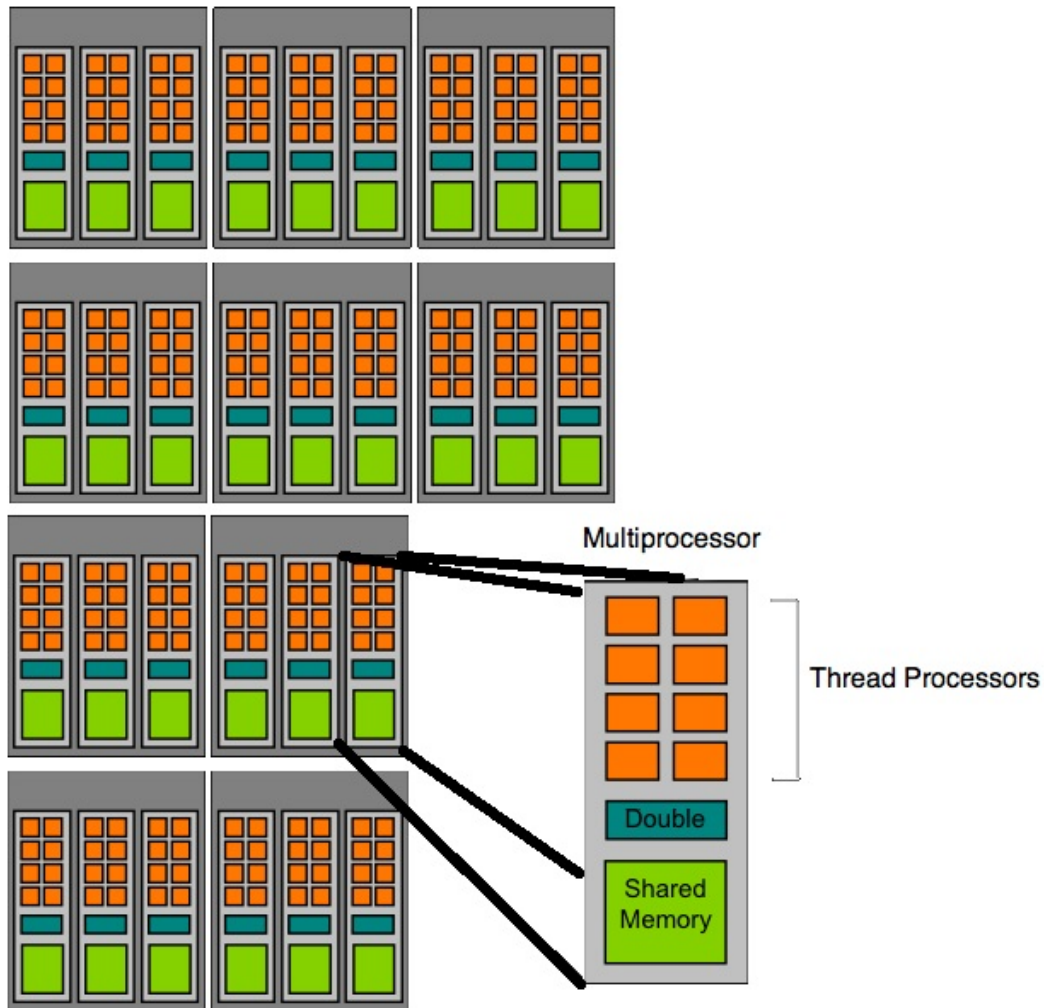 Multiprocessor
Thread Processors
Double
Shared
Memory